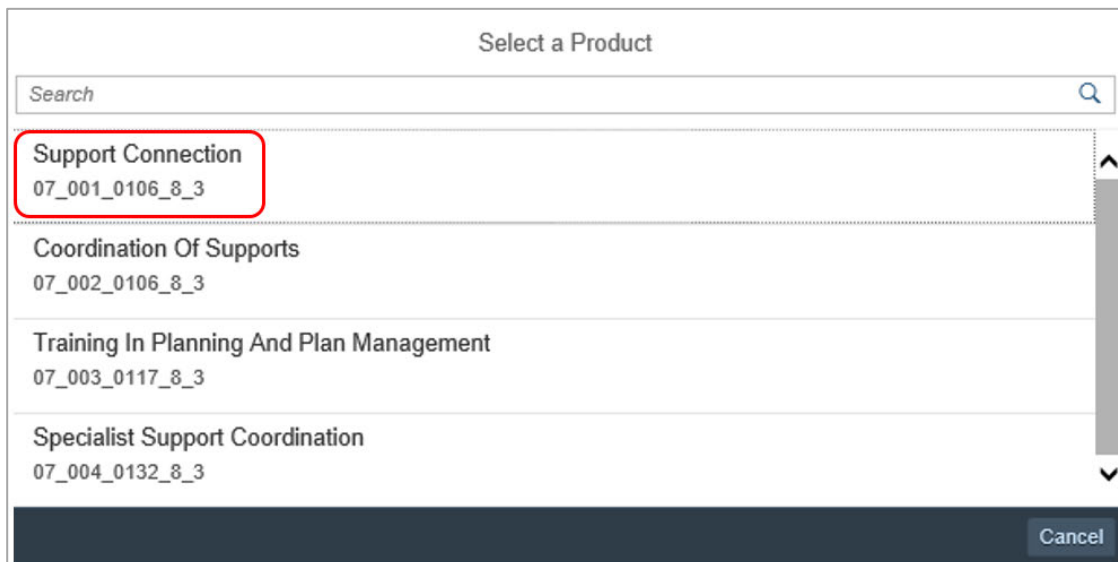 Select a Product
Search
Support Connection
07_001_0106_8_3
Coordination Of Supports
07_002_0106_8_3
Training In Planning And Plan Management
07_003_0117_8_3
Specialist Support Coordination
07_004_0132_8_3
Cancel